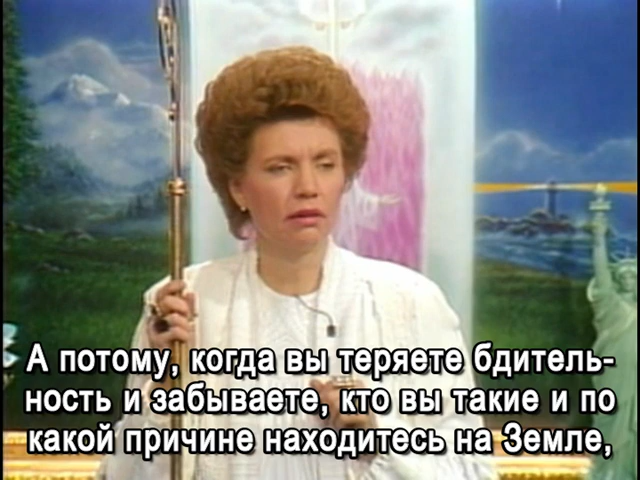 А потому, когда вы теряете бдитель-
ность и забываете, кто вы такие и по
какой причине находитесь на Земле,